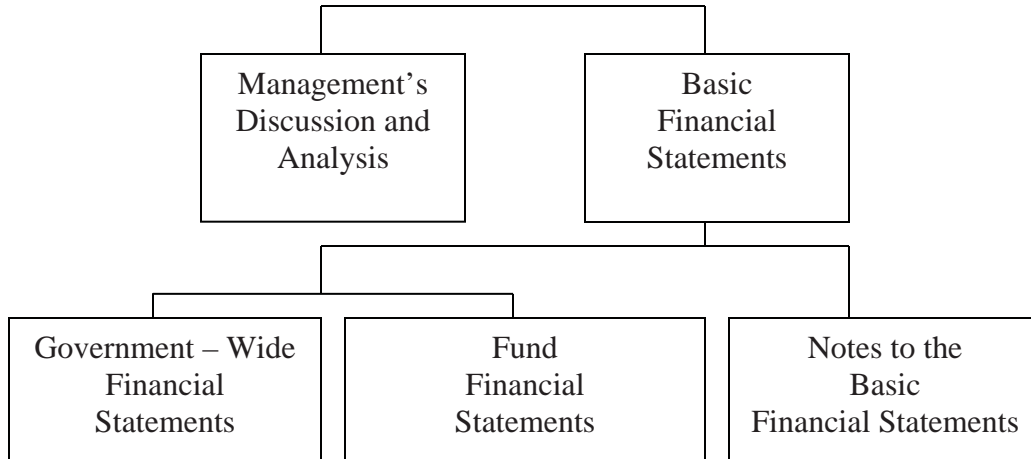 Management’s
Discussion and
Analysis
Basic
Financial
Statements
Government – Wide
Financial
Statements
Fund
Financial
Statements
Notes to the
Basic
Financial Statements